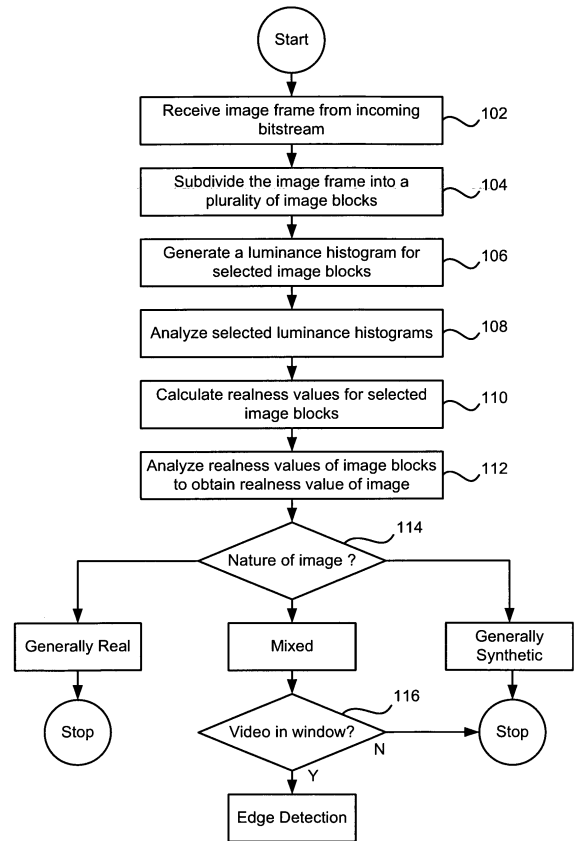 Start
Receive image frame from incoming
bitstream
102
Subdivide the image frame into a
plurality of image blocks
104
Generate a luminance histogram for
selected image blocks
106
Analyze selected luminance histograms
108
Calculate realness values for selected
image blocks
110
Analyze realness values of image blocks
to obtain realness value of image
112
114
Nature of image ?
Generally Real
Mixed
Generally
Synthetic
116
Stop
Video in window?
N
Stop
Y
Edge Detection